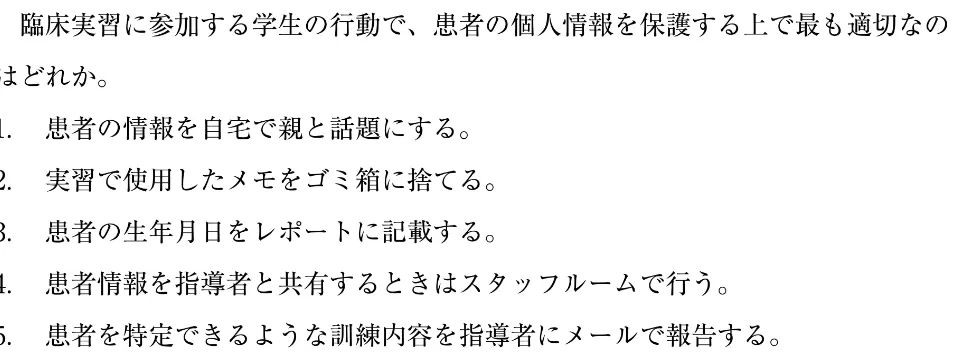 臨床実習に参加する学生の行動で、患者の個人情報を保護する上で最も適切なの
はどれか。
1. 患者の情報を自宅で親と話題にする。
2. 実習で使用したメモをゴミ箱に捨てる。
3. 患者の生年月日をレポートに記載する。
4. 患者情報を指導者と共有するときはスタッフルームで行う。
5. 患者を特定できるような訓練内容を指導者にメールで報告する。